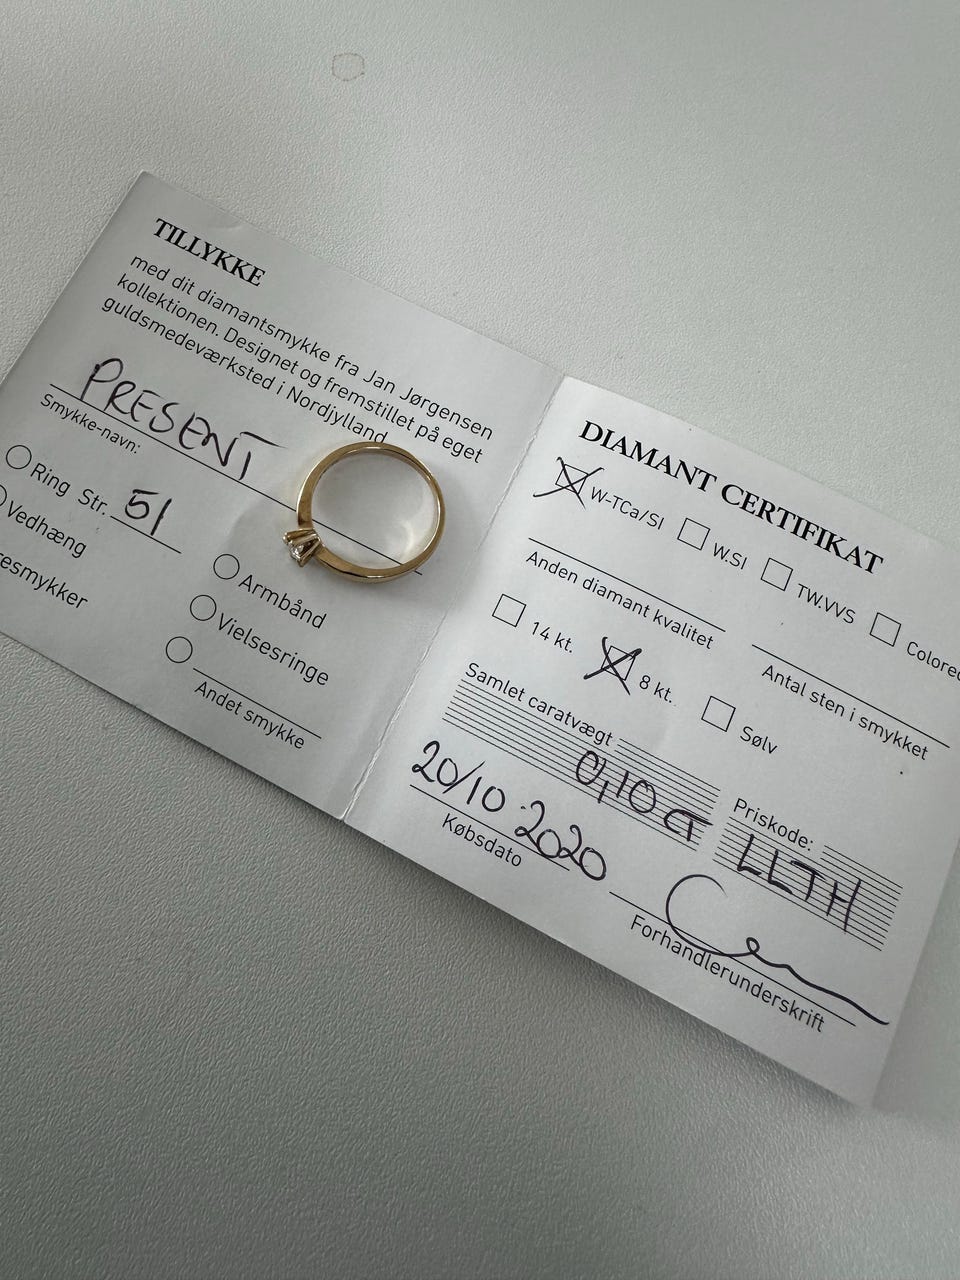 TILLYKKE
med dit diamantsmykke fra Jan Jørgensen
kollektionen. Designet og fremstillet på eget
guldsmedeværksted i Nordjylland
PRESENT
Smykke-navn:
Ring Str. 51
Vedhæng
esmykker
Armbånd
Vielsesringe
Andet smykke
DIAMANT CERTIFIKAT
W-TCa/SI W.SI TW.VVS Colored
Anden diamant kvalitet
Antal sten i smykket
14 kt. 8 kt. Sølv
Samlet caratvægt
0,10 ct
Priskode:
LLTH
20/10 2020
Købsdato
Forhandlerunderskrift